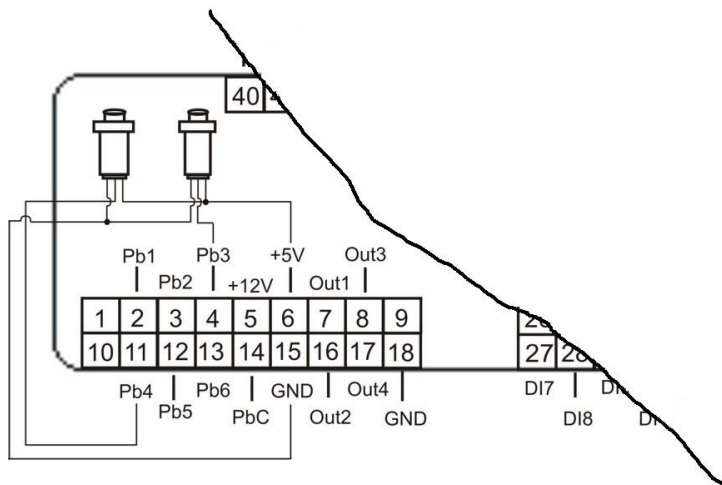 40
Pb1 Pb3 +5V Out3
Pb2 +12V Out1
1 2 3 4 5 6 7 8 9
10 11 12 13 14 15 16 17 18 27 28
Pb4 Pb6 GND Out4 DI7
Pb5 PbC Out2 GND DI8